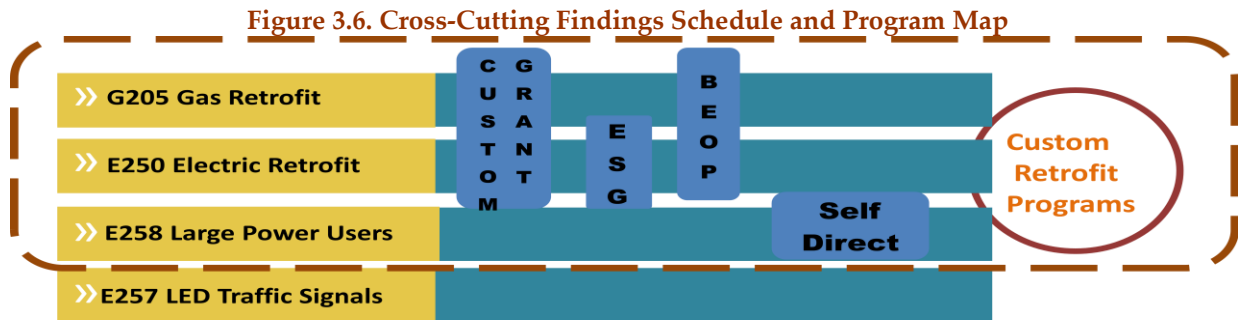 Figure 3.6. Cross-Cutting Findings Schedule and Program Map
G205 Gas Retrofit
E250 Electric Retrofit
E258 Large Power Users
E257 LED Traffic Signals
CUSTOM
GRANT
ESG
BEOP
Self
Direct
Custom
Retrofit
Programs